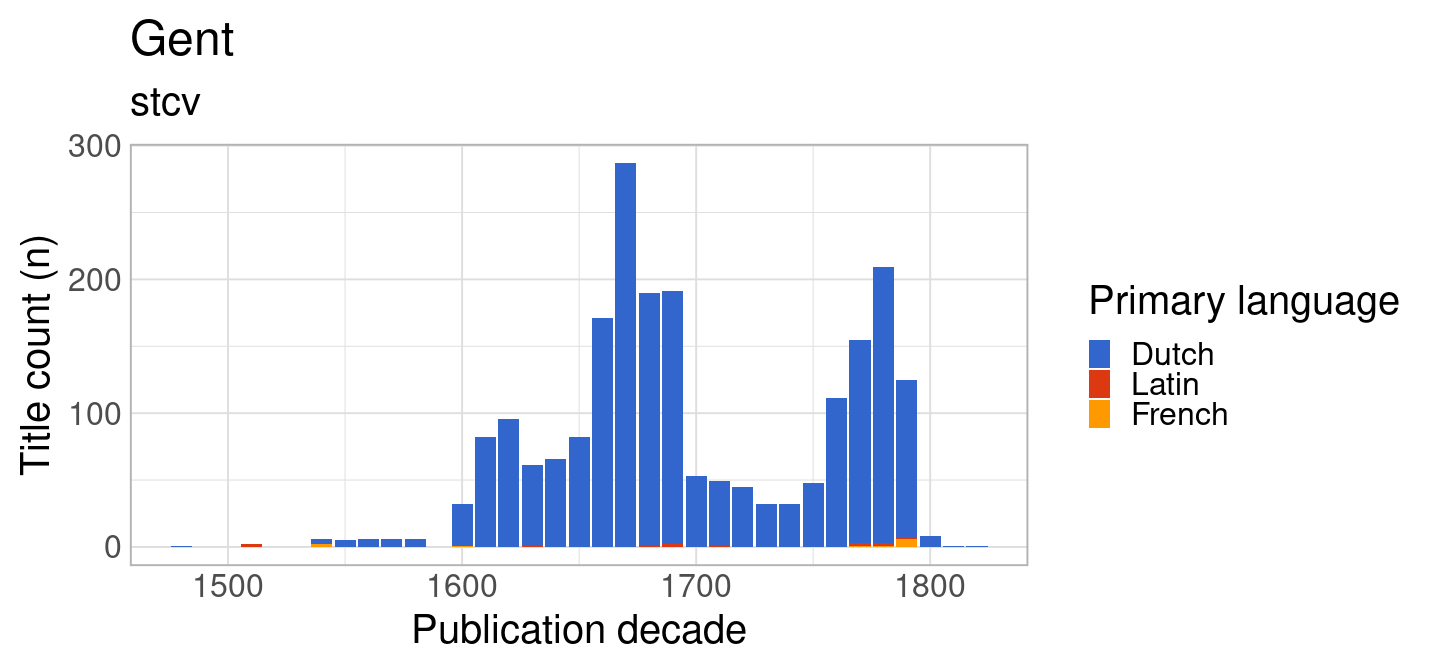 Gent
stcv
300
200
100
0
Title count (n)
1500 1600 1700 1800
Publication decade
Primary language
Dutch
Latin
French